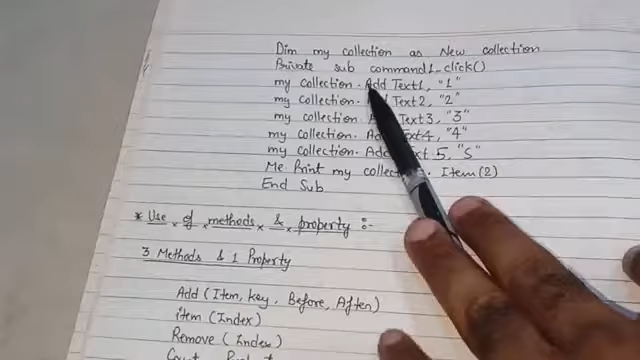 Dim my collection as New collection
Private sub command1_click()
my collection. Add Text1, "1"
my collection. Text2, "2"
my collection. Text3, "3"
my collection. Text4, "4"
my collection. Add Text 5, "5"
Me Print my Item(2)
End Sub
* Use of methods & property :-
3 Methods & 1 Property
Add (Item, key, Before, After)
item (Index)
Remove (Index)